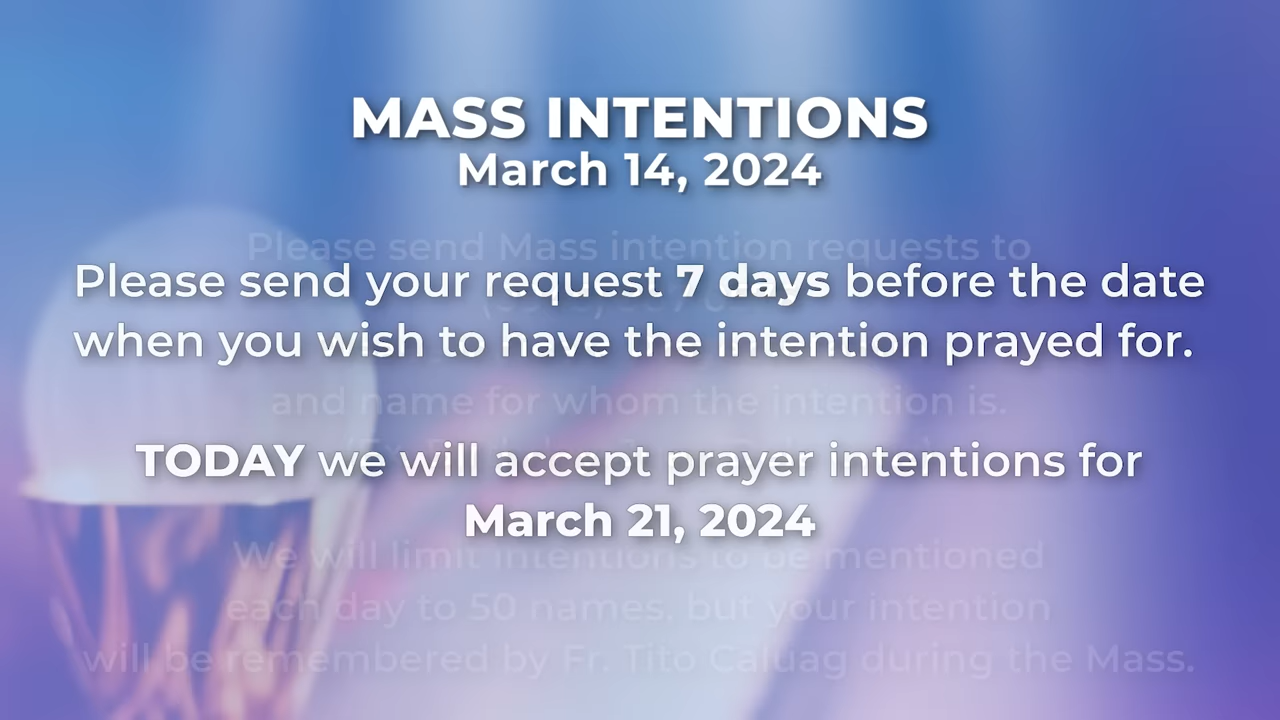 MASS INTENTIONS
March 14, 2024
Please send Mass intention requests to
Please send your request 7 days before the date
when you wish to have the intention prayed for.
and name for whom the intention is.
TODAY we will accept prayer intentions for
March 21, 2024
We will limit intentions to be mentioned
each day to 50 names, but your intention
will be remembered by Fr. Tito Caluag during the Mass.